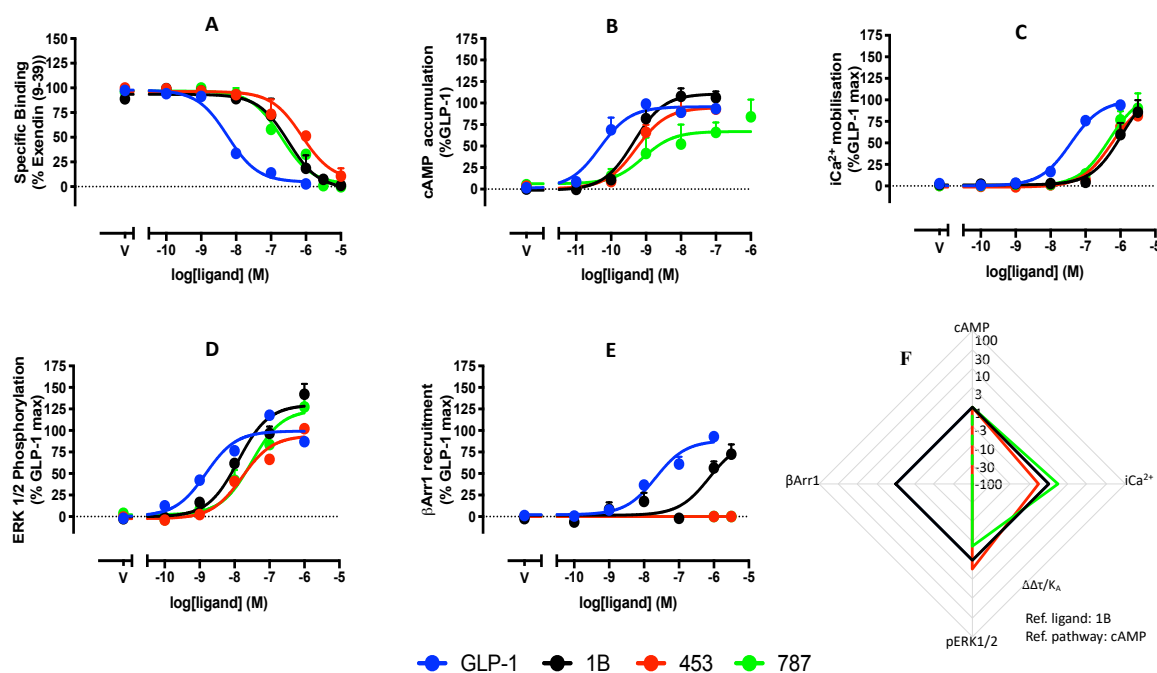 A
Specific Binding
(% Exendin (9-39))
175
150
125
100
75
50
25
0
V
-10
-9
-8
-7
-6
-5
log[ligand] (M)
B
cAMP accumulation
(%GLP-1)
175
150
125
100
75
50
25
0
V
-11
-10
-9
-8
-7
-6
log[ligand] (M)
C
iCa²⁺ mobilisation
(%GLP-1 max)
175
150
125
100
75
50
25
0
V
-10
-9
-8
-7
-6
-5
log[ligand] (M)
D
ERK 1/2 Phosphorylation
(% GLP-1 max)
175
150
125
100
75
50
25
0
V
-10
-9
-8
-7
-6
-5
log[ligand] (M)
E
βArr1 recruitment
(% GLP-1 max)
175
150
125
100
75
50
25
0
V
-10
-9
-8
-7
-6
-5
log[ligand] (M)
F
cAMP
100
30
10
3
-3
-10
-30
-100
βArr1
iCa²⁺
pERK1/2
ΔΔτ/K_A
Ref. ligand: 1B
Ref. pathway: cAMP
GLP-1
1B
453
787